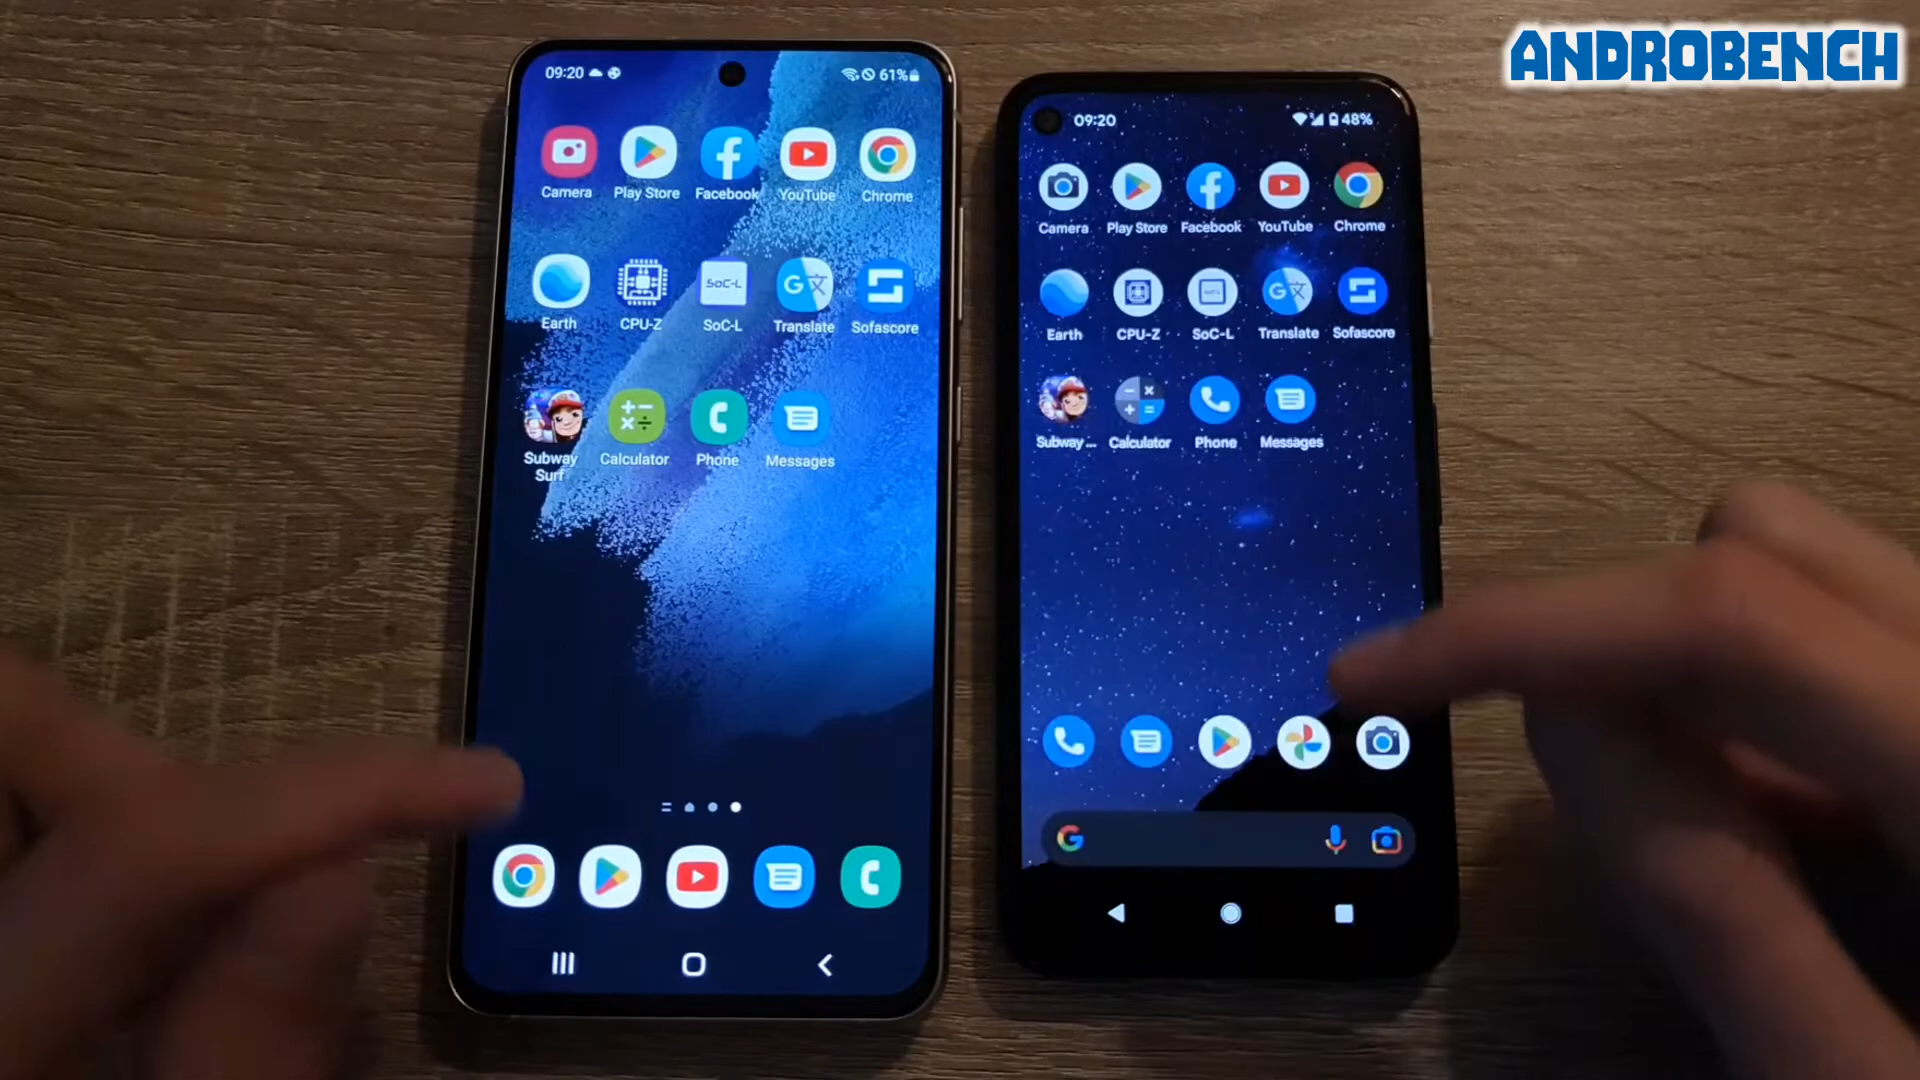 ANDROBENCH
09:20
61%
Camera Play Store Facebook YouTube Chrome
Earth CPU-Z SoC-L Translate Sofascore
Subway Surf Calculator Phone Messages
09:20
48%
Camera Play Store Facebook YouTube Chrome
Earth CPU-Z SoC-L Translate Sofascore
Subway ... Calculator Phone Messages